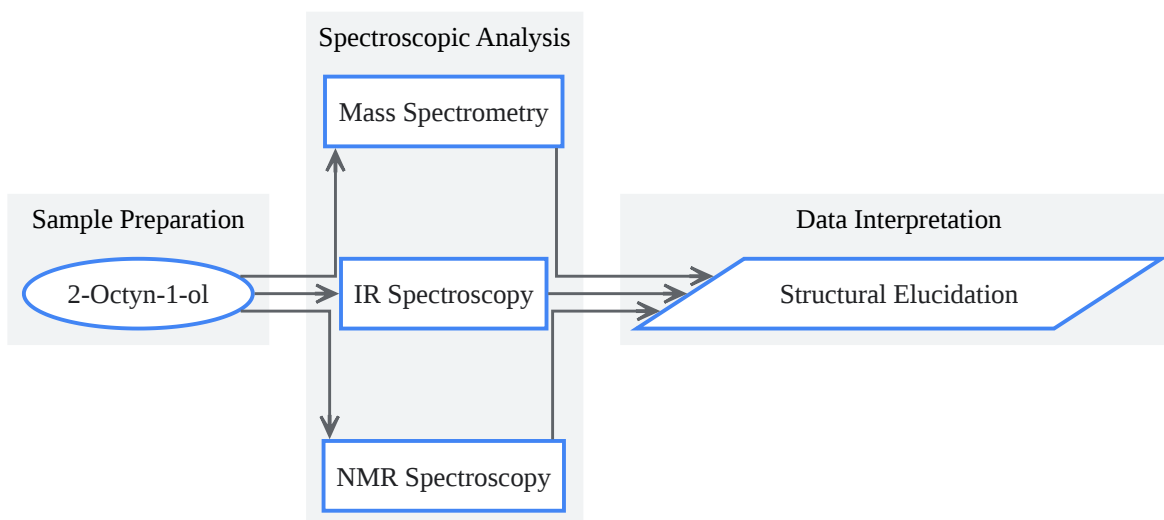 Sample Preparation
2-Octyn-1-ol
Spectroscopic Analysis
Mass Spectrometry
IR Spectroscopy
NMR Spectroscopy
Data Interpretation
Structural Elucidation